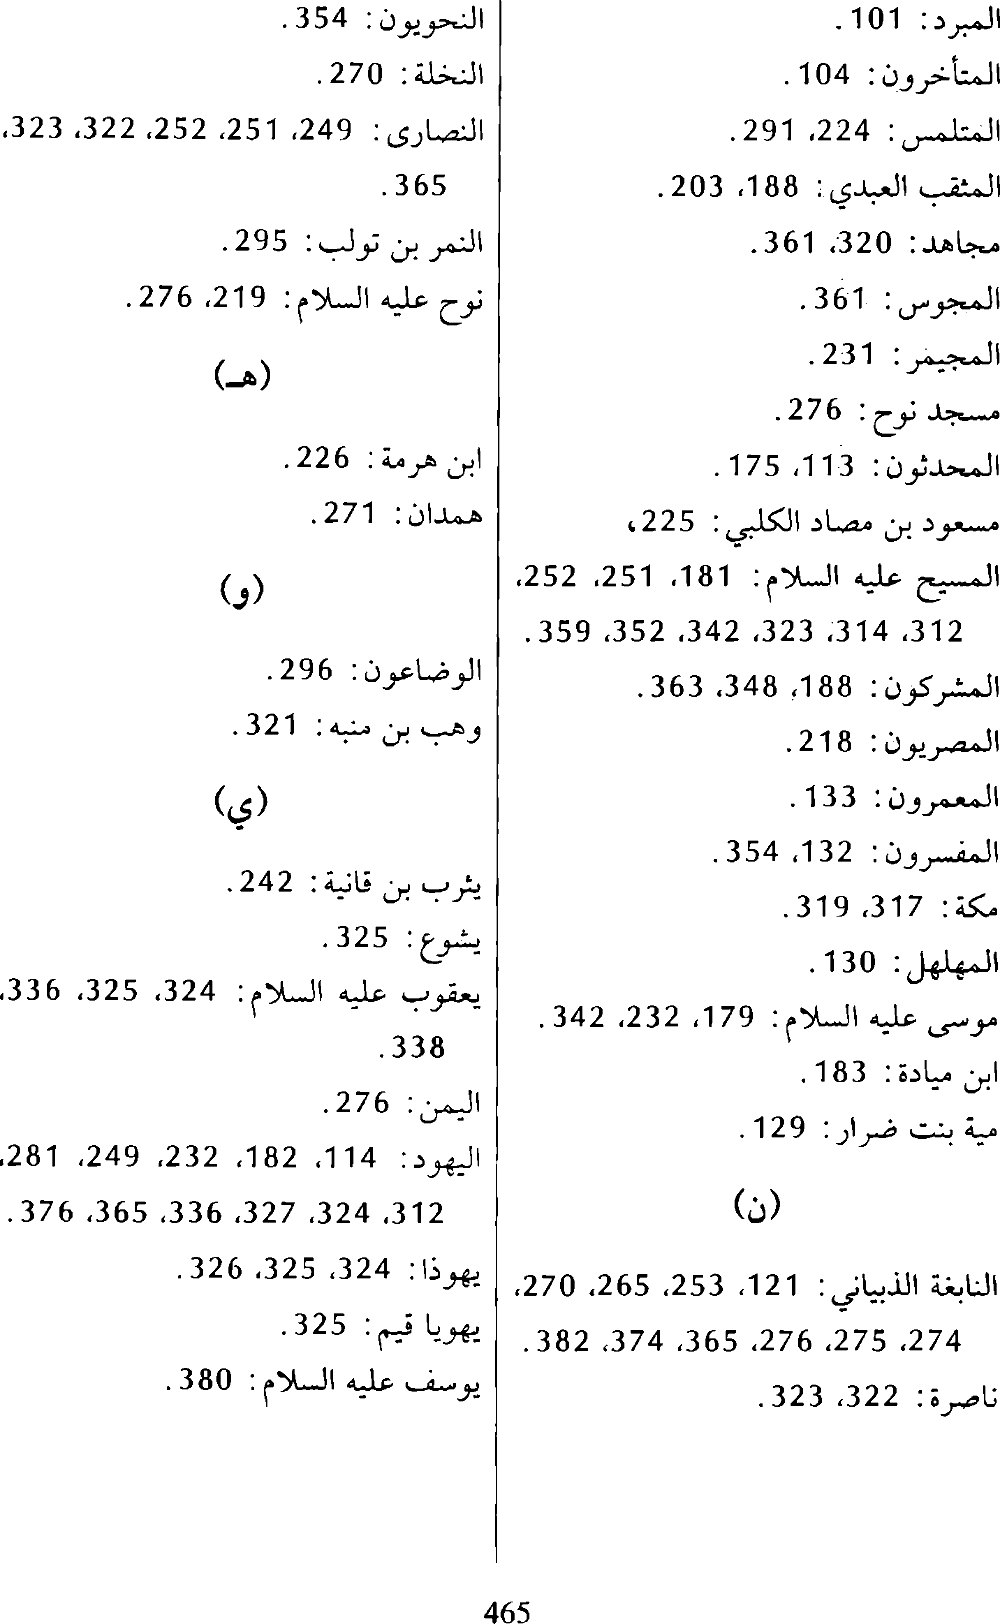 المبرد: 101.
المتأخرون: 104.
المتلمس: 224، 291.
المثقب العبدي: 188، 203.
مجاهد: 320، 361.
المجوس: 361.
المجيمر: 231.
مسجد نوح: 276.
المحدثون: 113، 175.
مسعود بن مصاد الكلبي: 225،
المسيح عليه السلام: 181، 251، 252،
312، 314، 323، 342، 352، 359.
المشركون: 188، 348، 363.
المصريون: 218.
المعمرون: 133.
المفسرون: 132، 354.
مكة: 317، 319.
المهلهل: 130.
موسى عليه السلام: 179، 232، 342.
ابن ميادة: 183.
مية بنت ضرار: 129.
(ن)
النابغة الذبياني: 121، 253، 265، 270،
274، 275، 276، 365، 374، 382.
ناصرة: 322، 323.
النحويون: 354.
النخلة: 270.
النصارى: 249، 251، 252، 322، 323،
365.
النمر بن تولب: 295.
نوح عليه السلام: 219، 276.
(هـ)
ابن هرمة: 226.
همدان: 271.
(و)
الوضاعون: 296.
وهب بن منبه: 321.
(ي)
يثرب بن قانية: 242.
يشوع: 325.
يعقوب عليه السلام: 324، 325، 336،
338.
اليمن: 276.
اليهود: 114، 182، 232، 249، 281،
312، 324، 327، 336، 365، 376.
يهوذا: 324، 325، 326.
يهويا قيم: 325.
يوسف عليه السلام: 380.
465